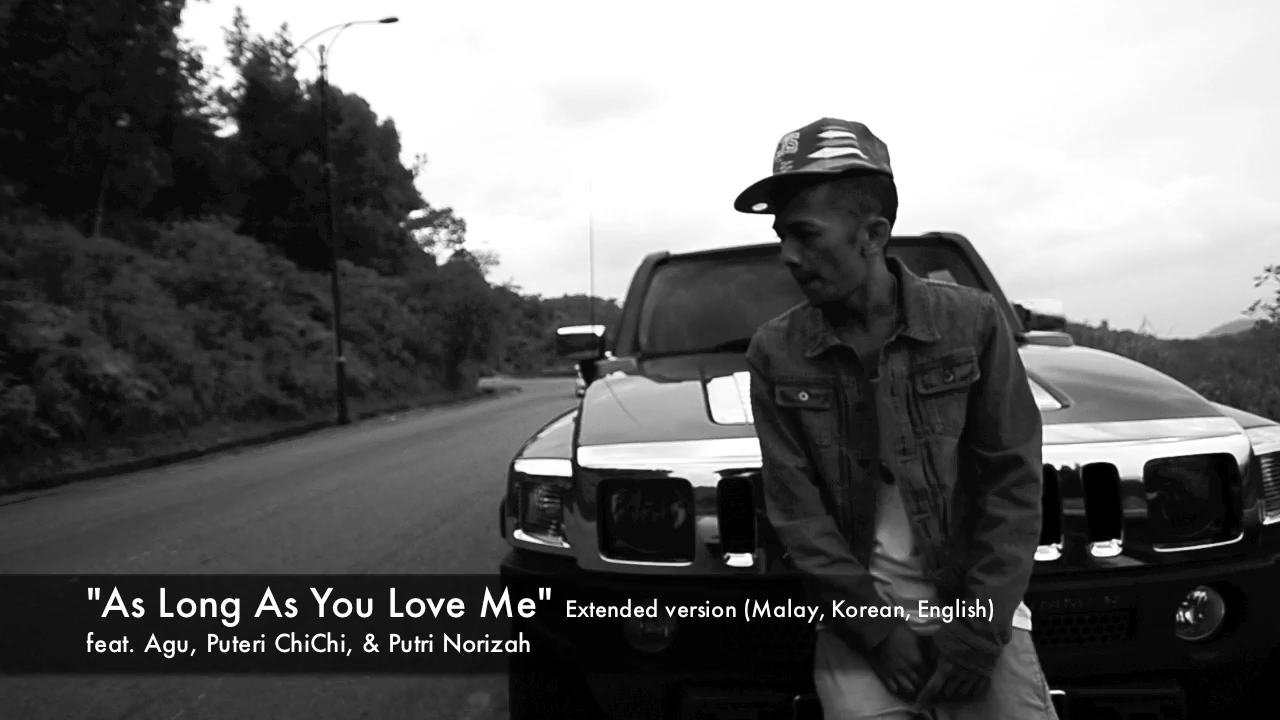 "As Long As You Love Me" Extended version (Malay, Korean, English)
feat. Agu, Puteri ChiChi, & Putri Norizah